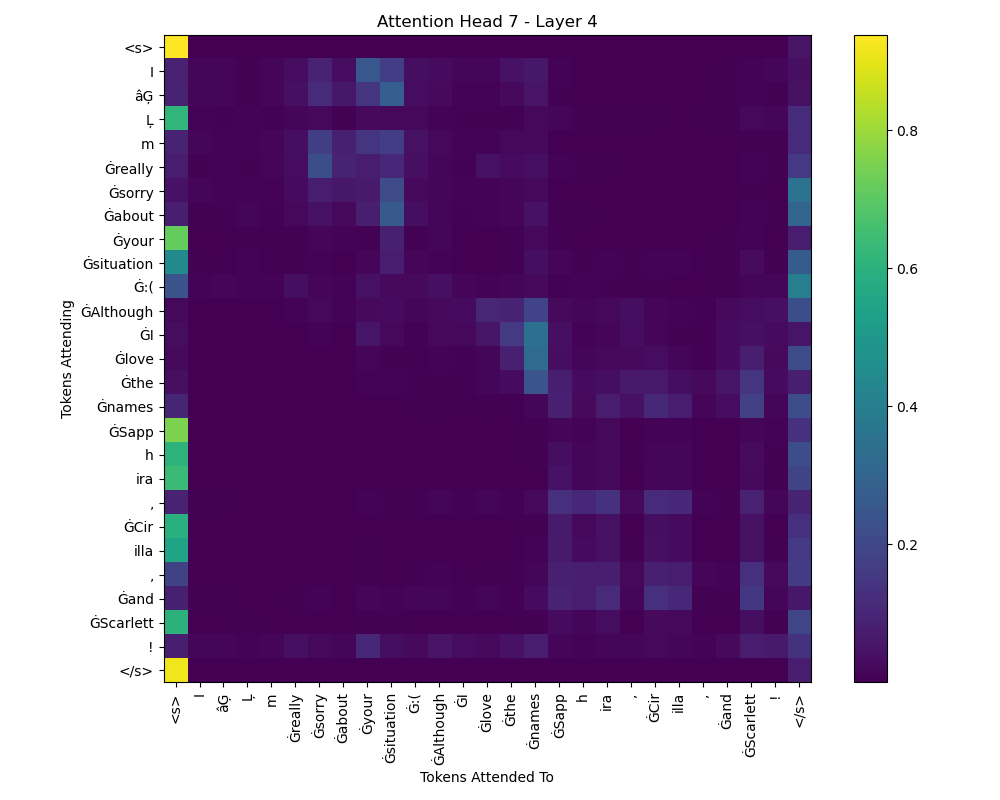 Attention Head 7 - Layer 4
Tokens Attending
<s>
I
âĢ
Ļ
m
Ġreally
Ġsorry
Ġabout
Ġyour
Ġsituation
Ġ:(
ĠAlthough
ĠI
Ġlove
Ġthe
Ġnames
ĠSapp
h
ira
,
ĠCir
illa
,
Ġand
ĠScarlett
!
</s>
<s>
I
âĢ
Ļ
m
Ġreally
Ġsorry
Ġabout
Ġyour
Ġsituation
Ġ:(
ĠAlthough
ĠI
Ġlove
Ġthe
Ġnames
ĠSapp
h
ira
,
ĠCir
illa
,
Ġand
ĠScarlett
!
</s>
Tokens Attended To
0.8
0.6
0.4
0.2